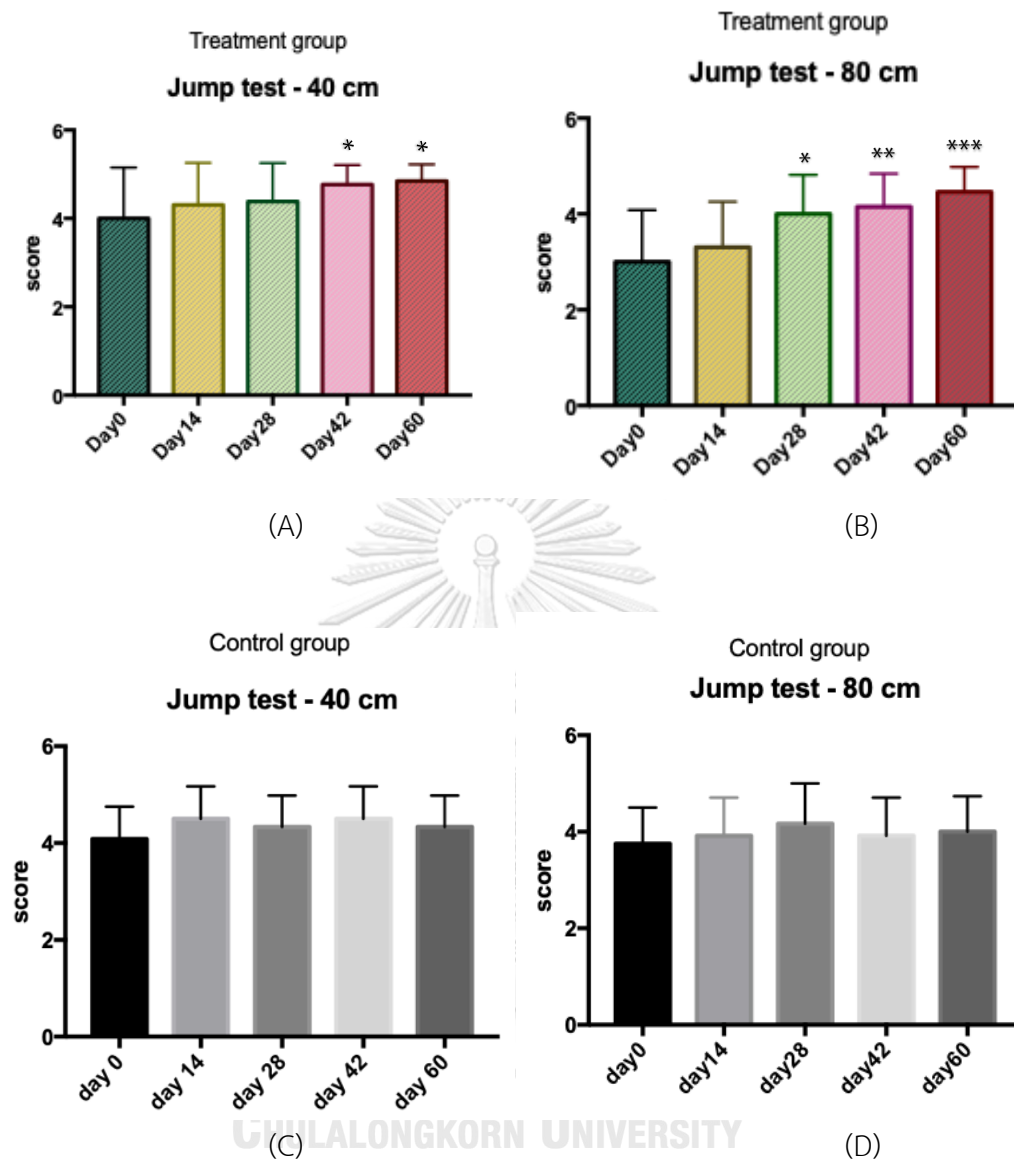 Treatment group
Jump test - 40 cm
score
6
4
2
0
*
*
Day0
Day14
Day28
Day42
Day60
(A)
Treatment group
Jump test - 80 cm
score
6
4
2
0
*
**
***
Day0
Day14
Day28
Day42
Day60
(B)
Control group
Jump test - 40 cm
score
6
4
2
0
day 0
day 14
day 28
day 42
day 60
(C)
Control group
Jump test - 80 cm
score
6
4
2
0
day0
day14
day28
day42
day60
(D)
CHULALONGKORN UNIVERSITY